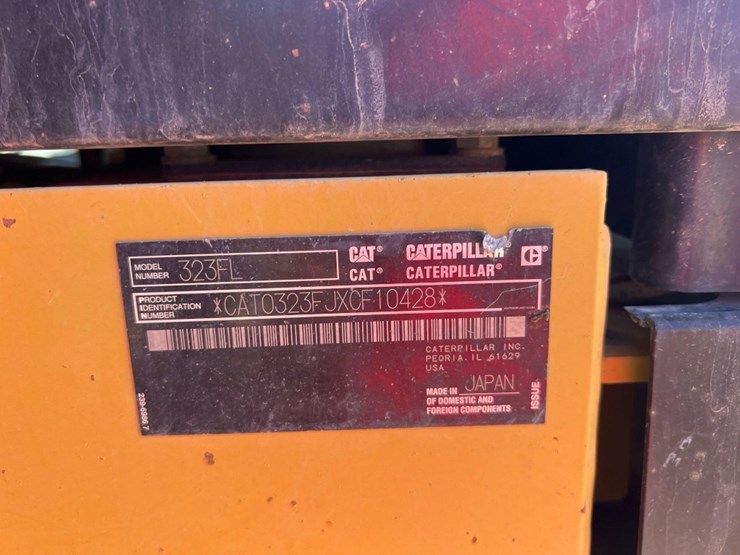 MODEL NUMBER 323FL
CAT® CATERPILLAR®
CAT® CATERPILLAR®
PRODUCT IDENTIFICATION NUMBER *CAT0323FJXCF10428*
CATERPILLAR INC.
PEORIA, IL 61629
USA
MADE IN JAPAN
OF DOMESTIC AND
FOREIGN COMPONENTS
ISSUE